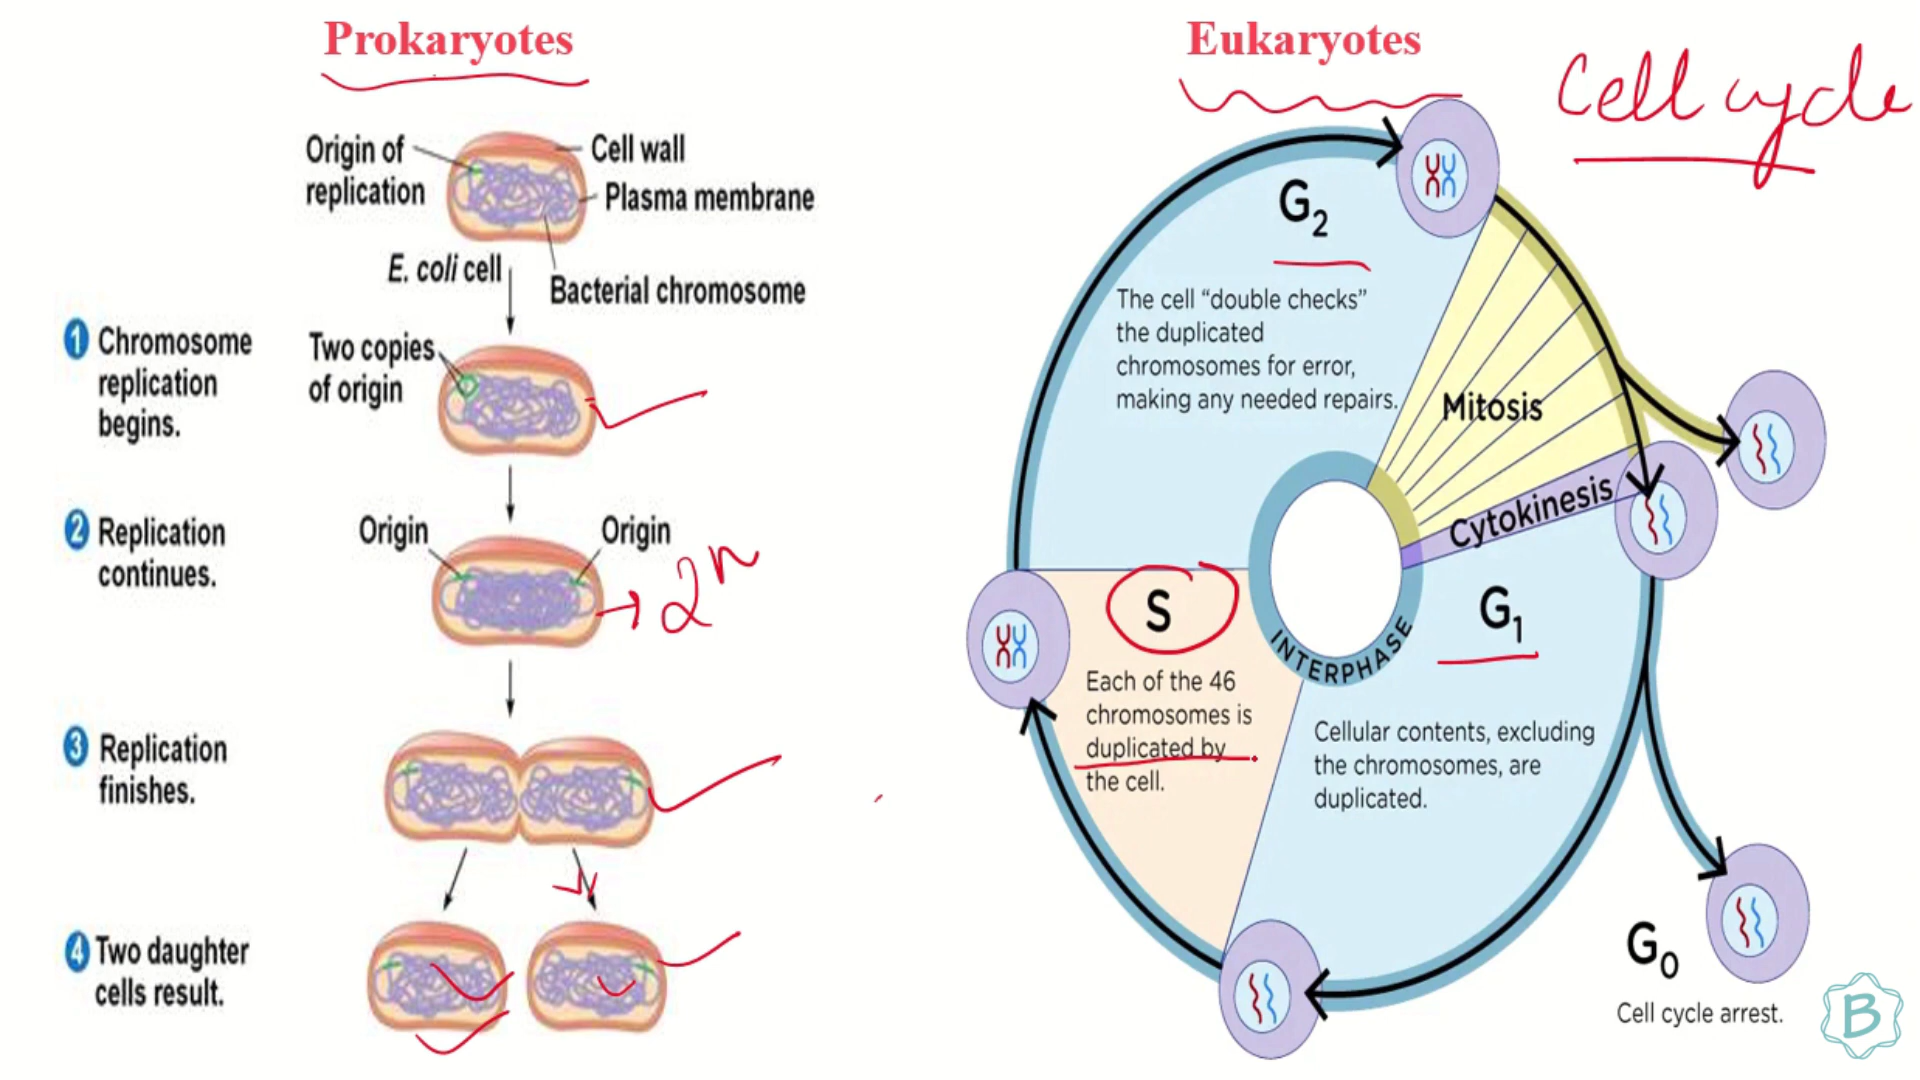 Prokaryotes
Origin of
replication
Cell wall
Plasma membrane
E. coli cell
Bacterial chromosome
1 Chromosome
replication
begins.
Two copies
of origin
2 Replication
continues.
Origin
Origin
2n
3 Replication
finishes.
4 Two daughter
cells result.
Eukaryotes
Cell cycle
G2
The cell “double checks”
the duplicated
chromosomes for error,
making any needed repairs.
Mitosis
Cytokinesis
S
Each of the 46
chromosomes is
duplicated by
the cell.
INTERPHASE
G1
Cellular contents, excluding
the chromosomes, are
duplicated.
G0
Cell cycle arrest.
B